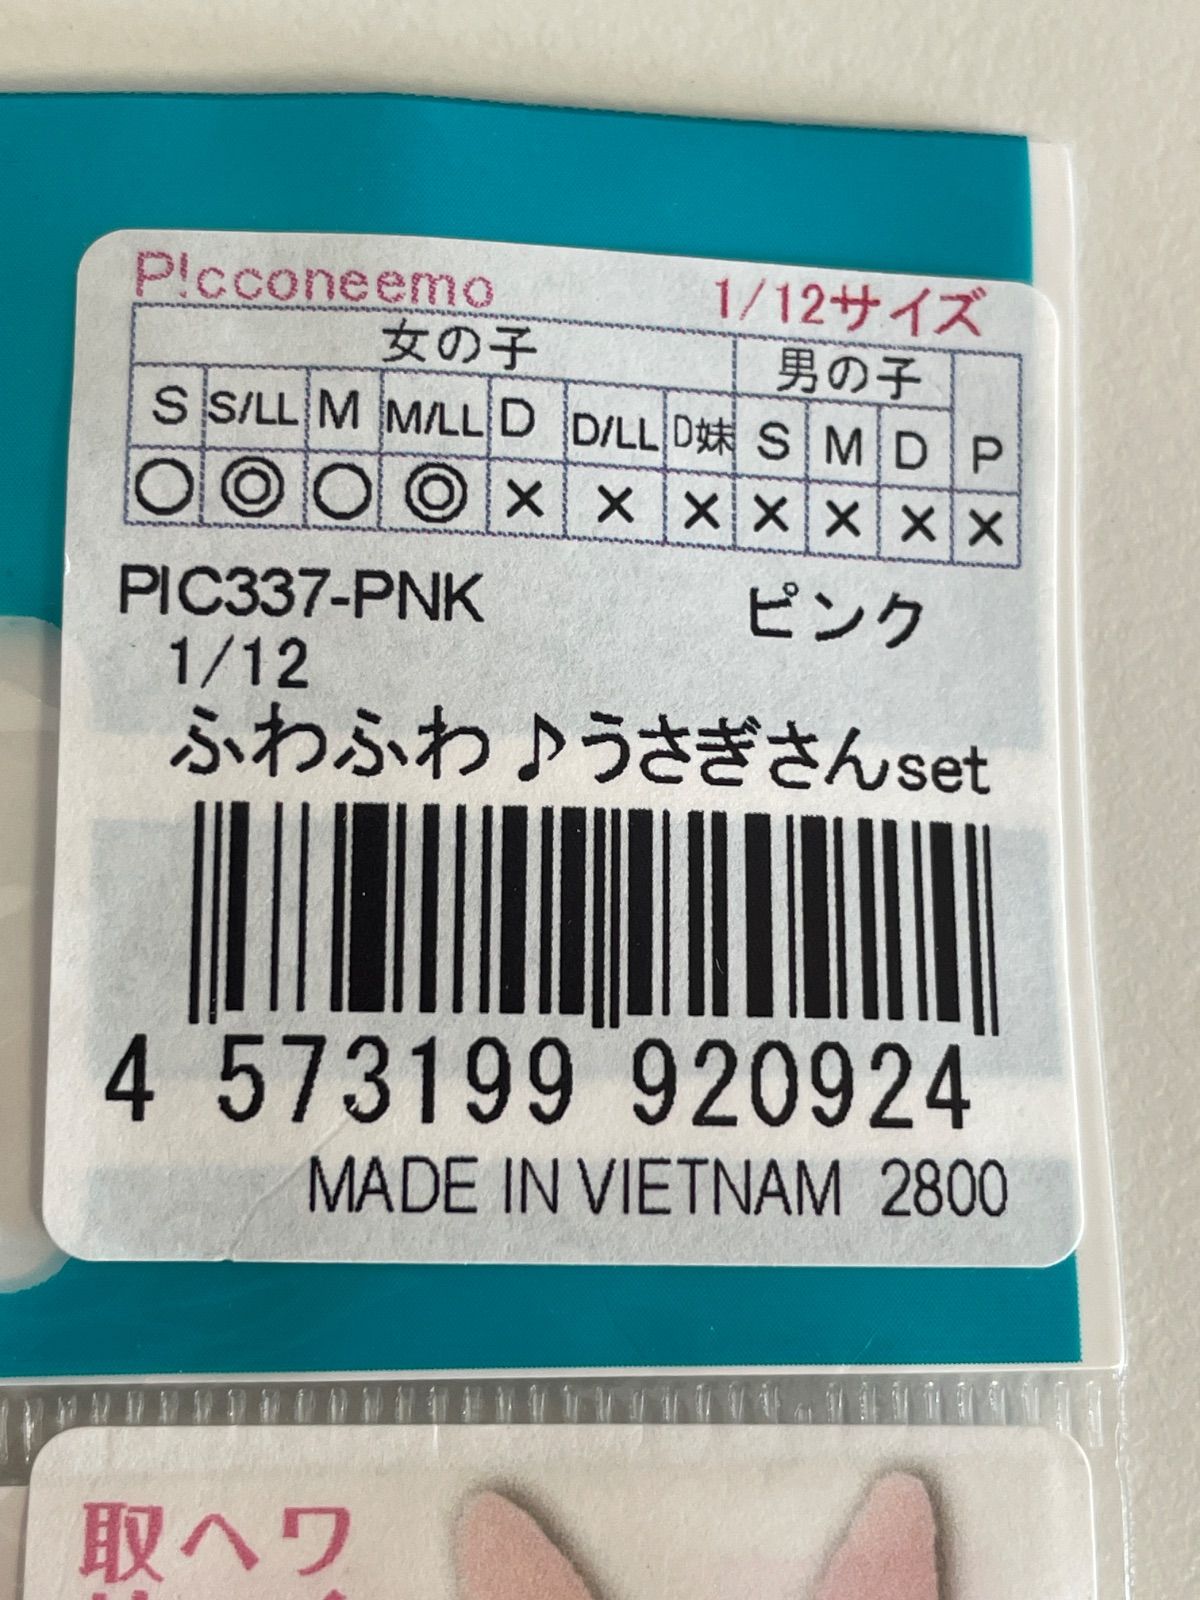 P!cconeemo 1/12サイズ
女の子 男の子
S S/LL M M/LL D D/LL D妹 S M D P
○ ◎ ○ ◎ × × × × × × ×
PIC337-PNK ピンク
1/12
ふわふわ♪うさぎさんset
4 573199 920924
MADE IN VIETNAM 2800
ワ
ヘ
取